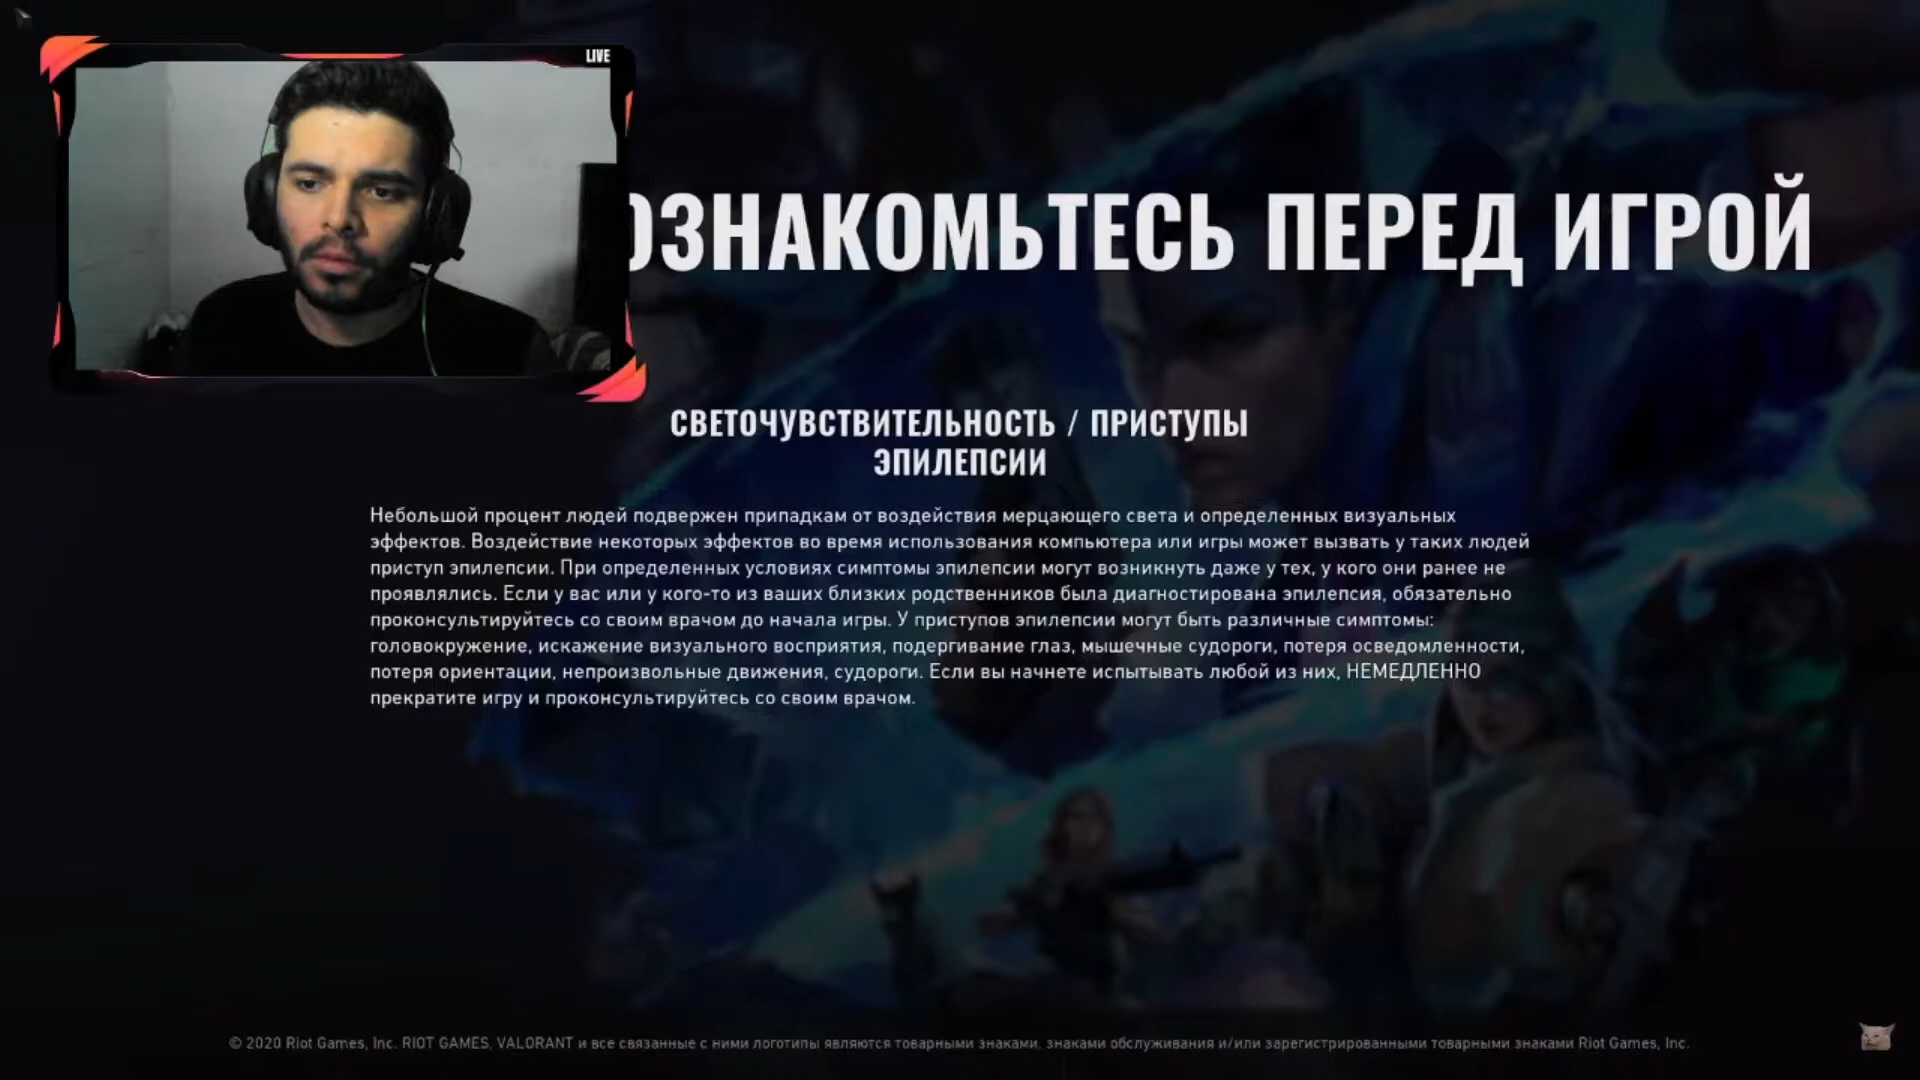 LIVE
ОЗНАКОМЬТЕСЬ ПЕРЕД ИГРОЙ
СВЕТОЧУВСТВИТЕЛЬНОСТЬ / ПРИСТУПЫ
ЭПИЛЕПСИИ
Небольшой процент людей подвержен припадкам от воздействия мерцающего света и определенных визуальных
эффектов. Воздействие некоторых эффектов во время использования компьютера или игры может вызвать у таких людей
приступ эпилепсии. При определенных условиях симптомы эпилепсии могут возникнуть даже у тех, у кого они ранее не
проявлялись. Если у вас или у кого-то из ваших близких родственников была диагностирована эпилепсия, обязательно
проконсультируйтесь со своим врачом до начала игры. У приступов эпилепсии могут быть различные симптомы:
головокружение, искажение визуального восприятия, подергивание глаз, мышечные судороги, потеря осведомленности,
потеря ориентации, непроизвольные движения, судороги. Если вы начнете испытывать любой из них, НЕМЕДЛЕННО
прекратите игру и проконсультируйтесь со своим врачом.
© 2020 Riot Games, Inc. RIOT GAMES, VALORANT и все связанные с ними логотипы являются товарными знаками, знаками обслуживания и/или зарегистрированными товарными знаками Riot Games, Inc.